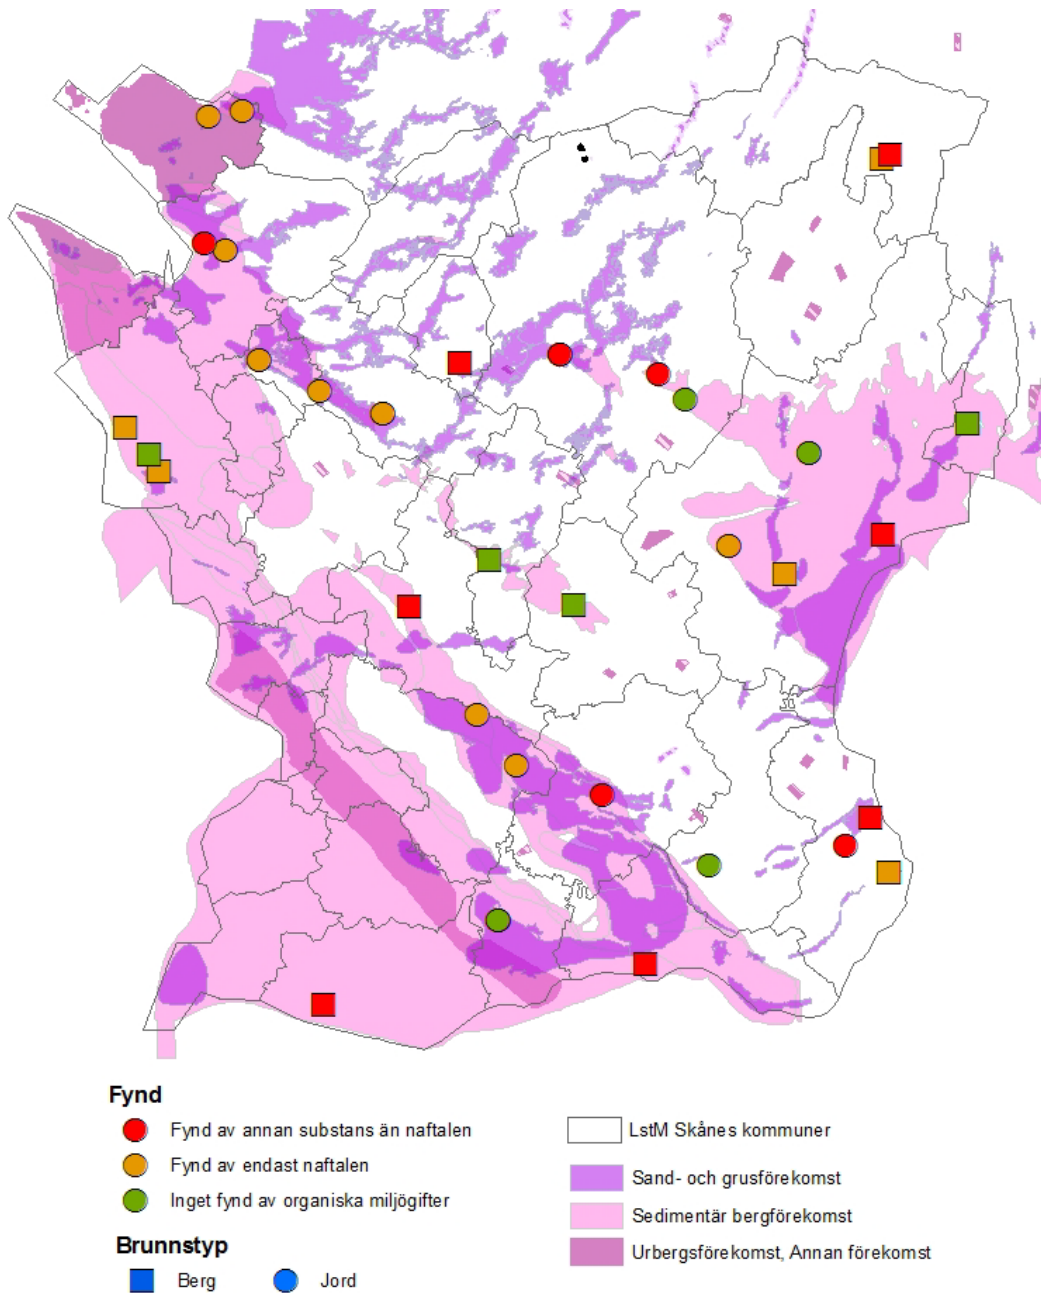 Fynd
Fynd av annan substans än naftalen
Fynd av endast naftalen
Inget fynd av organiska miljögifter
Brunnstyp
Berg
Jord
LstM Skånes kommuner
Sand- och grusförekomst
Sedimentär bergförekomst
Urbergsförekomst, Annan förekomst